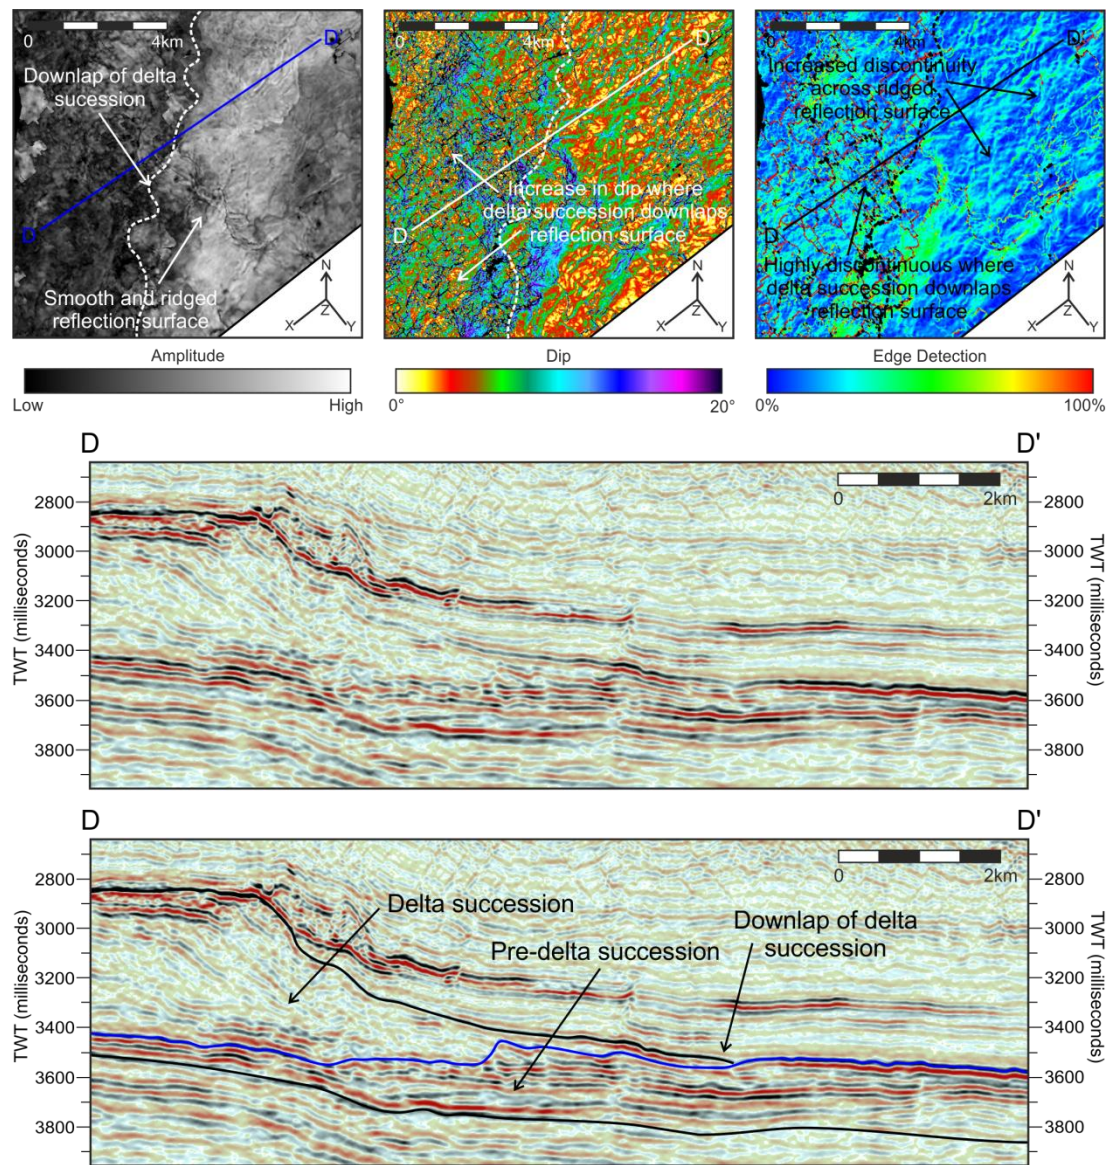 0 4km
D'
Downlap of delta
sucession
D
Smooth and ridged
reflection surface
N
Z
X Y
Amplitude
Low High
0 4km
D'
Increase in dip where
delta succession downlaps
D reflection surface
N
Z
X Y
Dip
0° 20°
0 4km
D'
Increased discontinuity
across ridged
reflection surface
D
Highly discontinuous where
delta succession downlaps
reflection surface
N
Z
X Y
Edge Detection
0% 100%
D D'
TWT (milliseconds)
2800
3000
3200
3400
3600
3800
0 2km
2800
3000
3200
3400
3600
3800
TWT (milliseconds)
D D'
TWT (milliseconds)
2800
3000
3200
3400
3600
3800
0 2km
Delta succession
Pre-delta succession
Downlap of delta
succession
2800
3000
3200
3400
3600
3800
TWT (milliseconds)